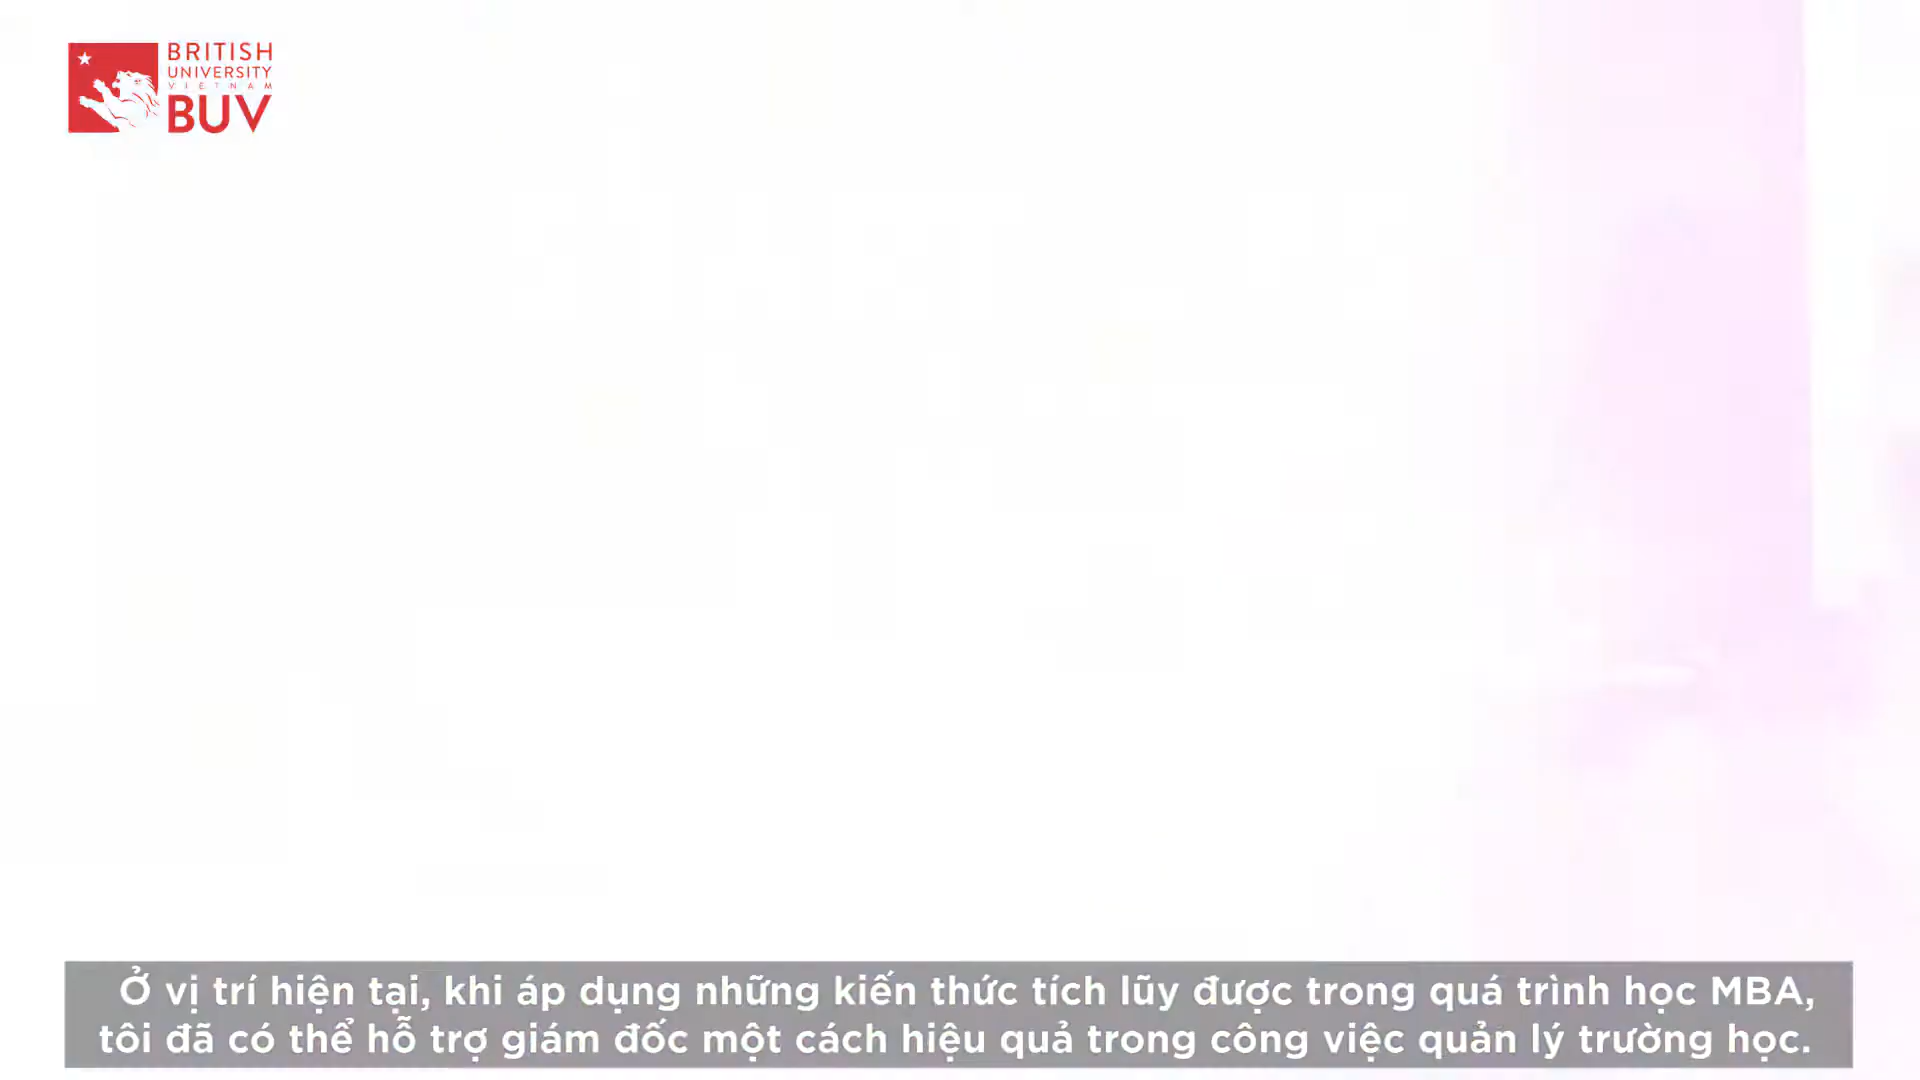 BRITISH
UNIVERSITY
VIETNAM
BUV
Ở vị trí hiện tại, khi áp dụng những kiến thức tích lũy được trong quá trình học MBA,
tôi đã có thể hỗ trợ giám đốc một cách hiệu quả trong công việc quản lý trường học.